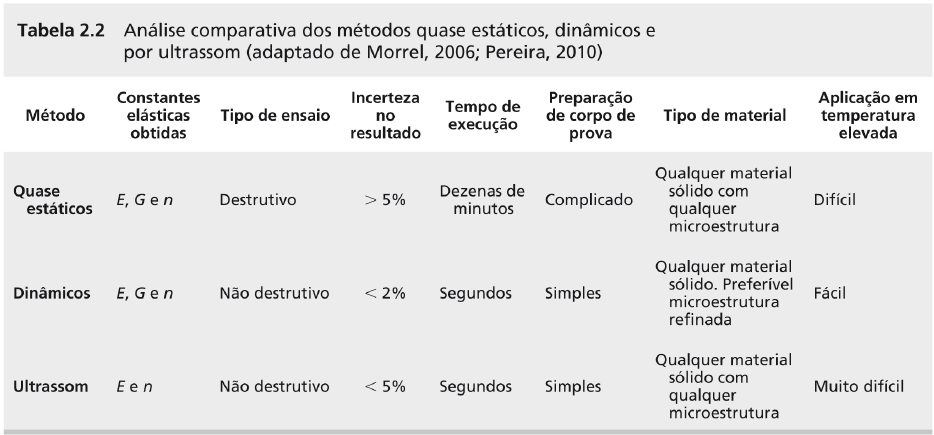 Tabela 2.2 Análise comparativa dos métodos quase estáticos, dinâmicos e
por ultrassom (adaptado de Morrel, 2006; Pereira, 2010)
Método
Constantes
elásticas
obtidas
Tipo de ensaio
Incerteza
no
resultado
Tempo de
execução
Preparação
de corpo de
prova
Tipo de material
Aplicação em
temperatura
elevada
Quase
estáticos
E, G e n
Destrutivo
> 5%
Dezenas de
minutos
Complicado
Qualquer material
sólido com
qualquer
microestrutura
Difícil
Dinâmicos
E, G e n
Não destrutivo
< 2%
Segundos
Simples
Qualquer material
sólido. Preferível
microestrutura
refinada
Fácil
Ultrassom
E e n
Não destrutivo
< 5%
Segundos
Simples
Qualquer material
sólido com
qualquer
microestrutura
Muito difícil